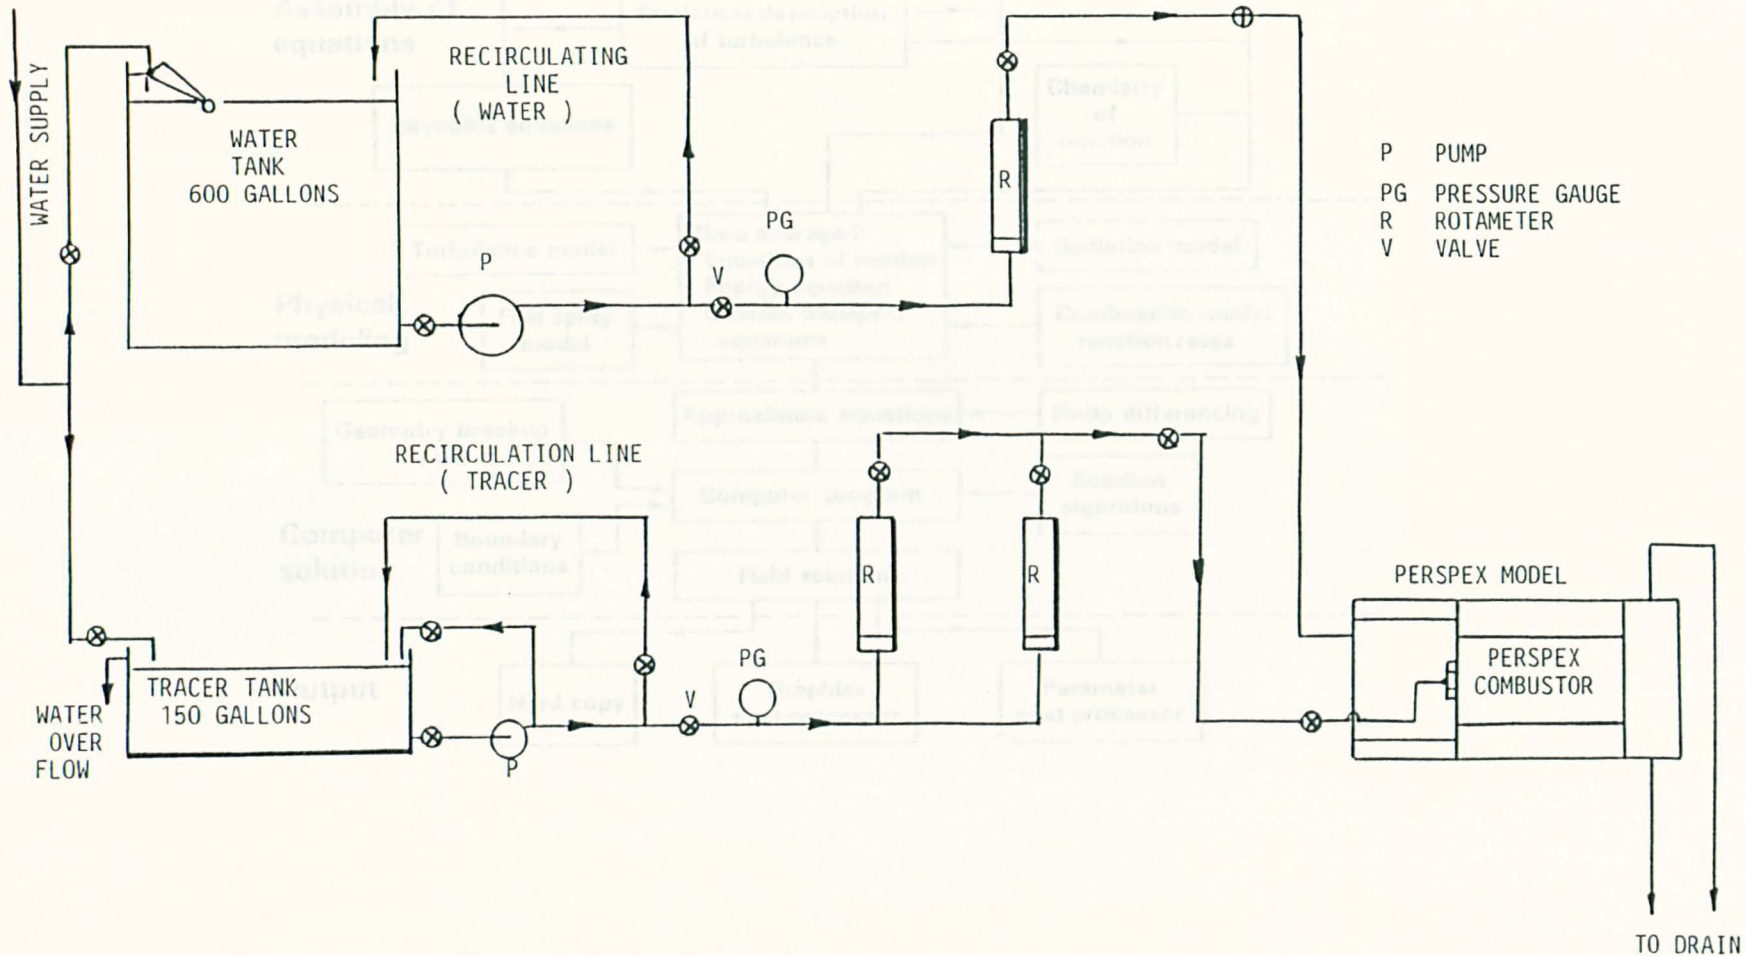 WATER SUPPLY
RECIRCULATING
LINE
( WATER )
WATER
TANK
600 GALLONS
P
V
PG
R
P PUMP
PG PRESSURE GAUGE
R ROTAMETER
V VALVE
RECIRCULATION LINE
( TRACER )
TRACER TANK
150 GALLONS
WATER
OVER
FLOW
P
V
PG
R
R
PERSPEX MODEL
PERSPEX
COMBUSTOR
TO DRAIN